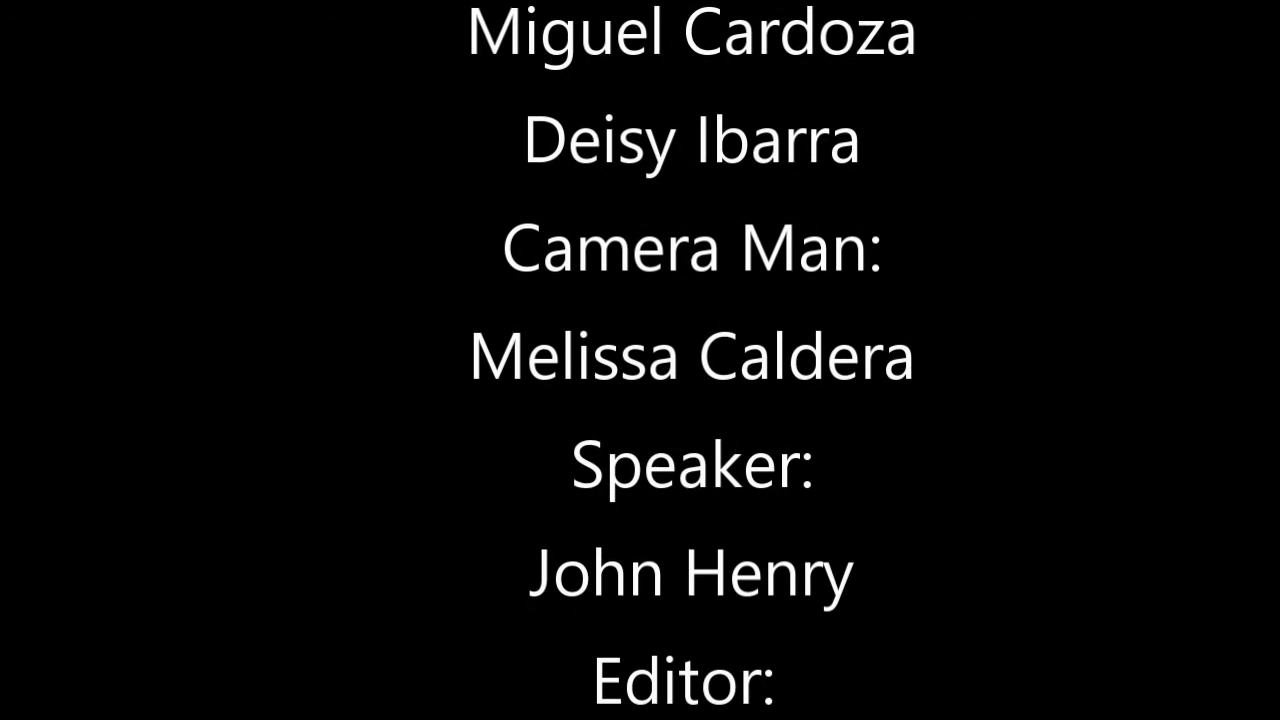 Miguel Cardoza
Deisy Ibarra
Camera Man:
Melissa Caldera
Speaker:
John Henry
Editor: